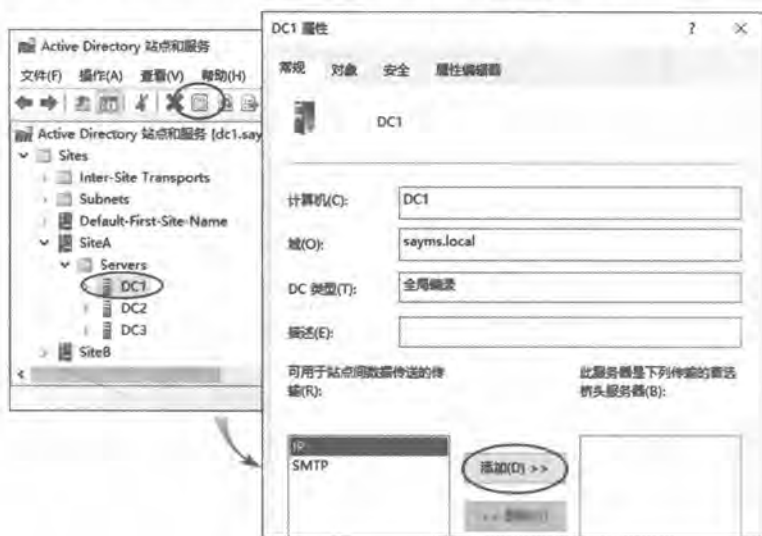 Active Directory 站点和服务
文件(F) 操作(A) 查看(V) 帮助(H)
Active Directory 站点和服务 [dc1.say
Sites
Inter-Site Transports
Subnets
Default-First-Site-Name
SiteA
Servers
DC1
DC2
DC3
SiteB
DC1 属性
? ×
常规 对象 安全 属性编辑器
DC1
计算机(C): DC1
域(O): sayms.local
DC 类型(T): 全局编录
描述(E):
可用于站点间数据传送的传
输(R):
此服务器是下列传输的首选
桥头服务器(B):
IP
SMTP
添加(D) >>
<< 删除(M)